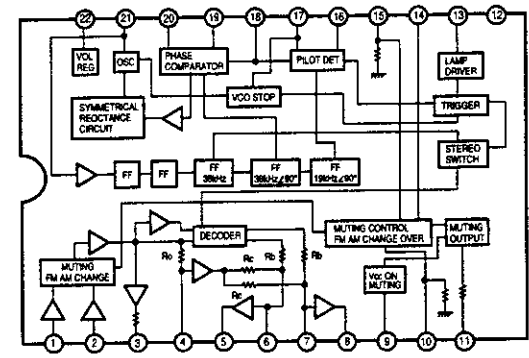 22 21 20 19 18 17 16 15 14 13 12
VOL
REG
OSC
PHASE
COMPARATOR
PILOT DET
LAMP
DRIVER
SYMMETRICAL
REOCTANCE
CIRCUIT
VCO STOP
TRIGGER
STEREO
SWITCH
FF
FF
FF
38kHz
FF
38kHz∠90°
FF
19kHz∠90°
DECODER
MUTING CONTROL
FM AM CHANGE OVER
MUTING
OUTPUT
MUTING
FM AM CHANGE
Ro
Rc
Rb
Rb
Rc
Vcc ON
MUTING
1 2 3 4 5 6 7 8 9 10 11